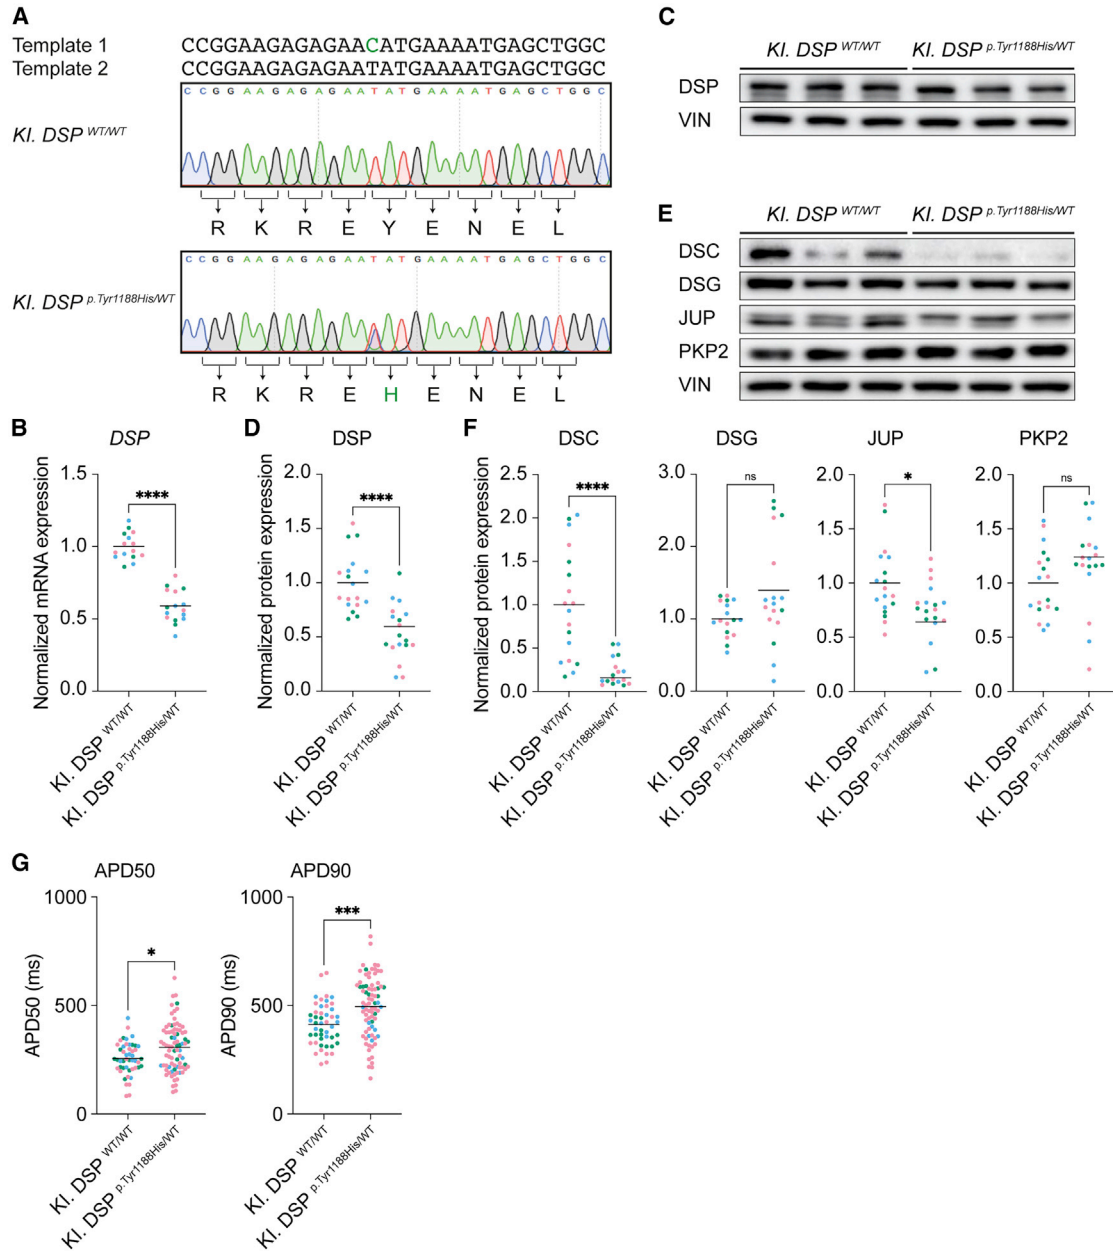 A
Template 1 CCGGAAGAGAGAACATGAAAATGAGCTGGC
Template 2 CCGGAAGAGAGAATATGAAAATGAGCTGGC
C C G G A A G A G A G A A T A T G A A A A T G A G C T G G C
KI. DSP WT/WT
R K R E Y E N E L
C C G G A A G A G A G A A T A T G A A A A T G A G C T G G C
KI. DSP p.Tyr1188His/WT
R K R E H E N E L
C
KI. DSP WT/WT KI. DSP p.Tyr1188His/WT
DSP
VIN
E
KI. DSP WT/WT KI. DSP p.Tyr1188His/WT
DSC
DSG
JUP
PKP2
VIN
B
DSP
Normalized mRNA expression
1.5
1.0
0.5
0.0
****
KI. DSP WT/WT
KI. DSP p.Tyr1188His/WT
D
DSP
Normalized protein expression
2.0
1.5
1.0
0.5
0.0
****
KI. DSP WT/WT
KI. DSP p.Tyr1188His/WT
F
DSC
Normalized protein expression
2.5
2.0
1.5
1.0
0.5
0.0
****
KI. DSP WT/WT
KI. DSP p.Tyr1188His/WT
DSG
3.0
2.0
1.0
0.0
ns
KI. DSP WT/WT
KI. DSP p.Tyr1188His/WT
JUP
2.0
1.5
1.0
0.5
0.0
*
KI. DSP WT/WT
KI. DSP p.Tyr1188His/WT
PKP2
2.0
1.5
1.0
0.5
0.0
ns
KI. DSP WT/WT
KI. DSP p.Tyr1188His/WT
G
APD50
APD50 (ms)
1000
500
0
*
KI. DSP WT/WT
KI. DSP p.Tyr1188His/WT
APD90
APD90 (ms)
1000
500
0
***
KI. DSP WT/WT
KI. DSP p.Tyr1188His/WT